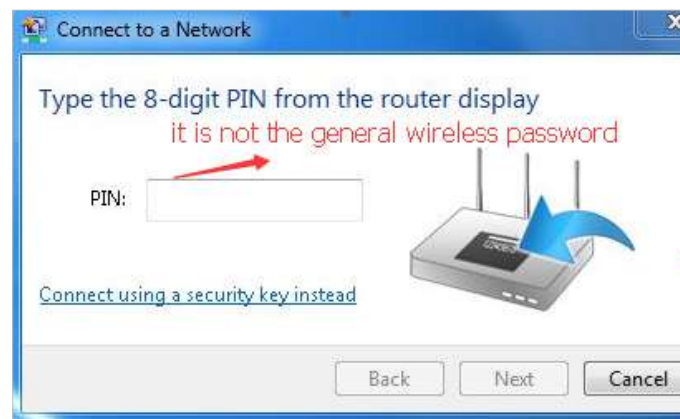 Connect to a Network
Type the 8-digit PIN from the router display
it is not the general wireless password
PIN:
Connect using a security key instead
Back
Next
Cancel